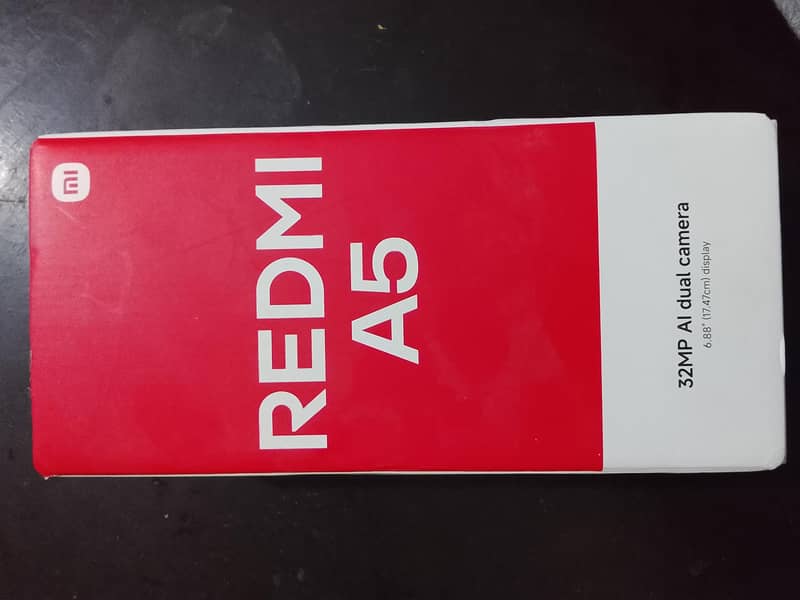 mi
REDMI
A5
32MP AI dual camera
6.88" (17.47cm) display